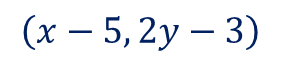 (x − 5, 2y − 3)